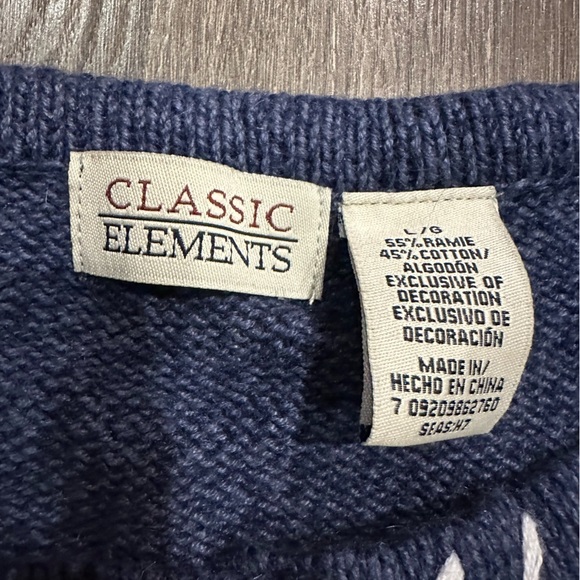 CLASSIC
ELEMENTS
L/G
55% RAMIE
45% COTTON/
ALGODÓN
EXCLUSIVE OF
DECORATION
EXCLUSIVO DE
DECORACIÓN
MADE IN/
HECHO EN CHINA
7 09209862760
SEAS:H7